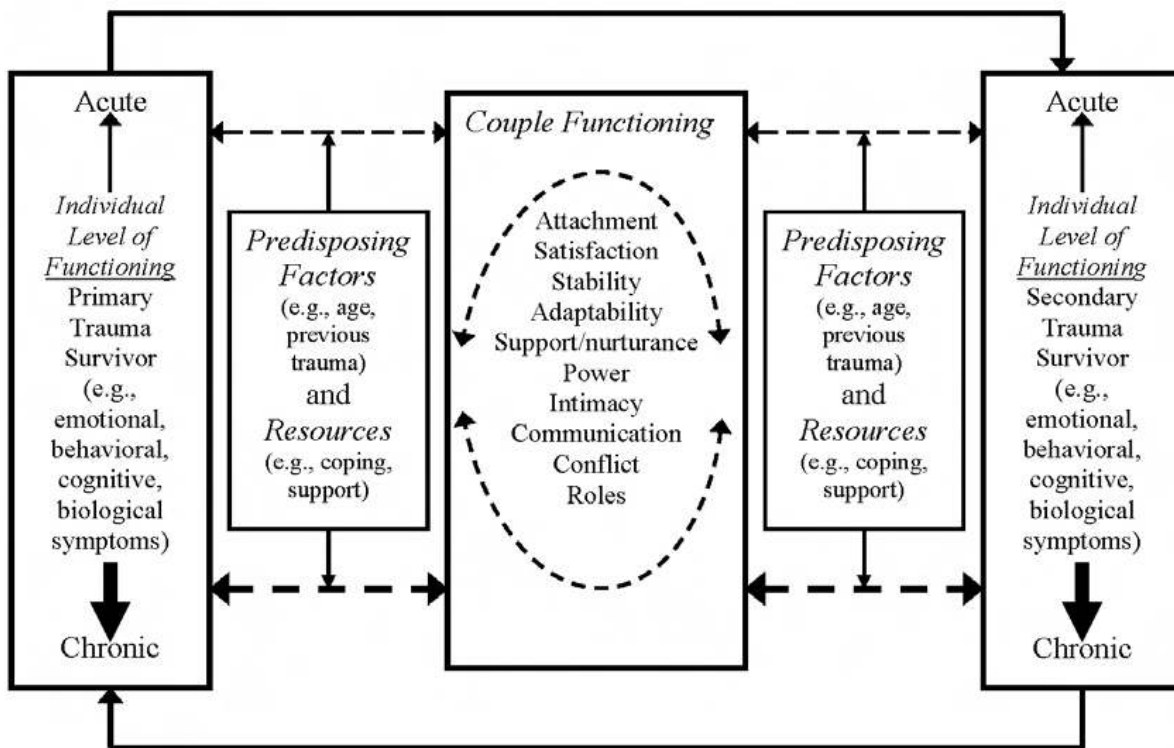 Acute
Individual
Level of
Functioning
Primary
Trauma
Survivor
(e.g.,
emotional,
behavioral,
cognitive,
biological
symptoms)
Chronic
Predisposing
Factors
(e.g., age,
previous
trauma)
and
Resources
(e.g., coping,
support)
Couple Functioning
Attachment
Satisfaction
Stability
Adaptability
Support/nurturance
Power
Intimacy
Communication
Conflict
Roles
Predisposing
Factors
(e.g., age,
previous
trauma)
and
Resources
(e.g., coping,
support)
Acute
Individual
Level of
Functioning
Secondary
Trauma
Survivor
(e.g.,
emotional,
behavioral,
cognitive,
biological
symptoms)
Chronic